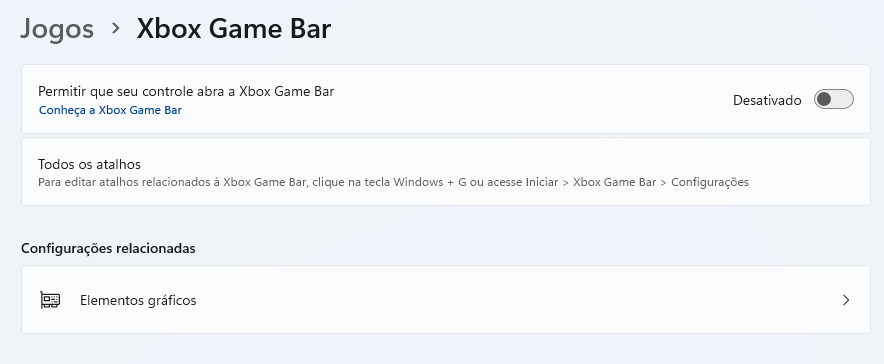 Jogos > Xbox Game Bar
Permitir que seu controle abra a Xbox Game Bar
Conheça a Xbox Game Bar
Desativado
Todos os atalhos
Para editar atalhos relacionados à Xbox Game Bar, clique na tecla Windows + G ou acesse Iniciar > Xbox Game Bar > Configurações
Configurações relacionadas
Elementos gráficos